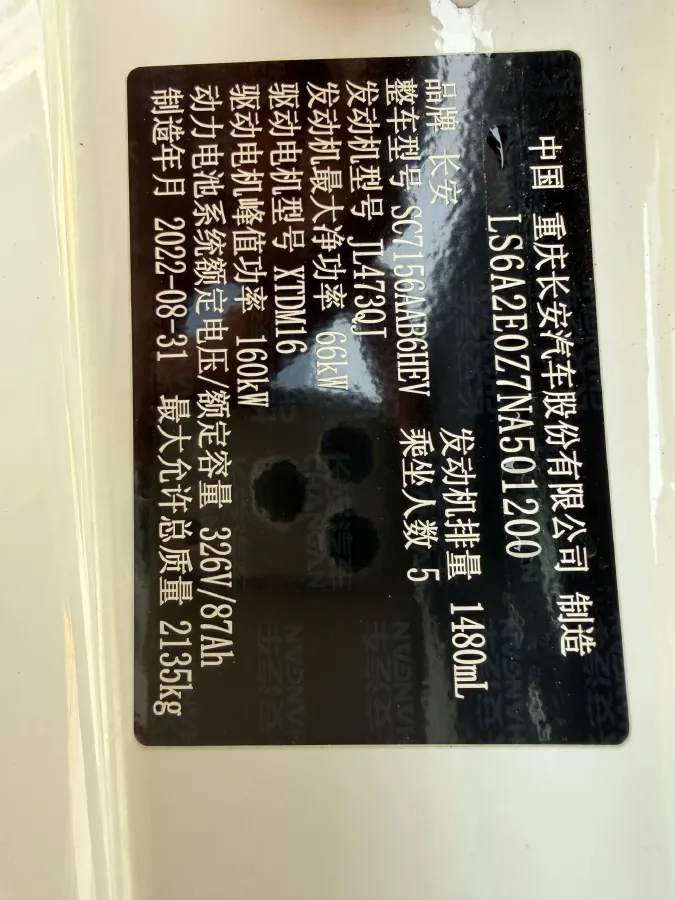 中国 重庆长安汽车股份有限公司 制造
LS6A2E0Z7NA501200
品牌 长安 发动机排量 1480mL
整车型号 SC7156AAB6HEV 乘坐人数 5
发动机型号 JL473QJ
发动机最大净功率 66kW
驱动电机型号 XTDM16
驱动电机峰值功率 160kW
动力电池系统额定电压/额定容量 326V/87Ah
制造年月 2022-08-31 最大允许总质量 2135kg